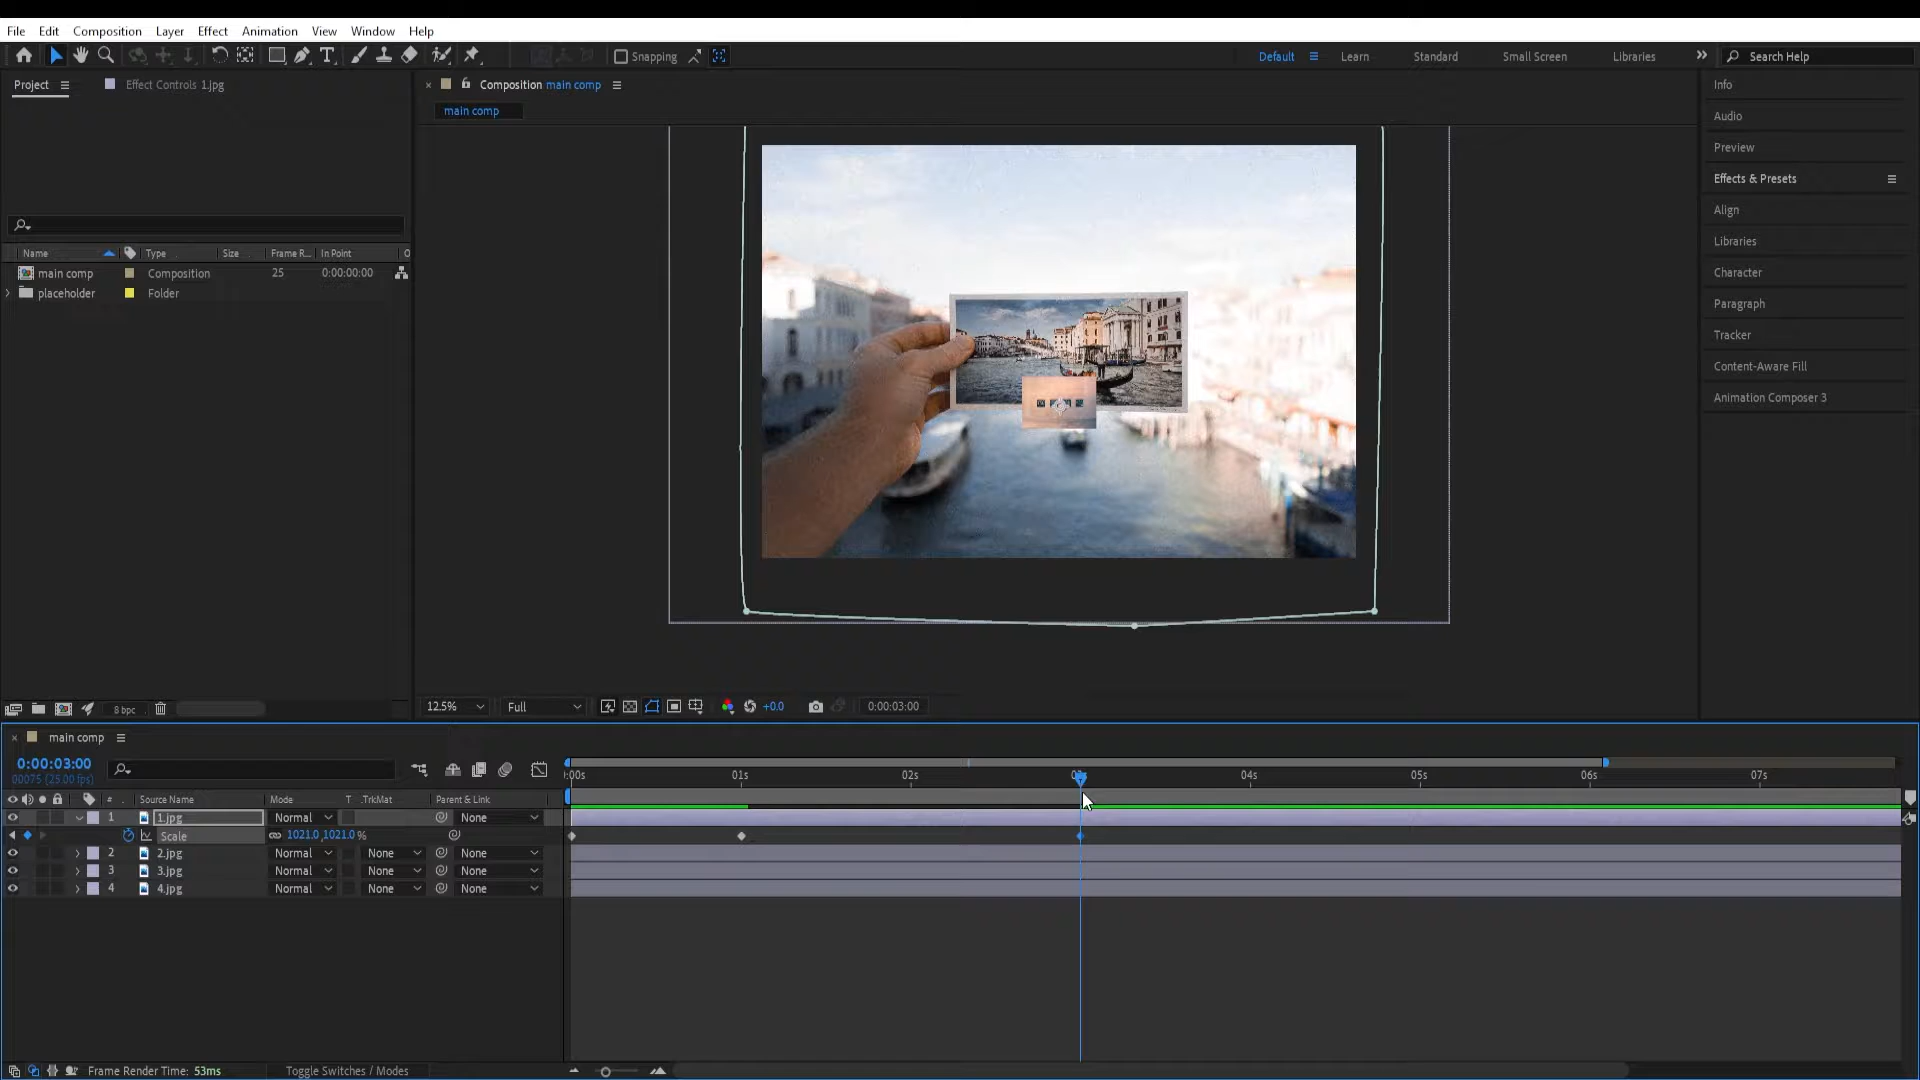 File Edit Composition Layer Effect Animation View Window Help
Snapping Default Learn Standard Small Screen Libraries Search Help
Project Effect Controls 1.jpg
Composition main comp
main comp
Name Type Size Frame R... In Point
main comp Composition 25 0:00:00:00
placeholder Folder
Info
Audio
Preview
Effects & Presets
Align
Libraries
Character
Paragraph
Tracker
Content-Aware Fill
Animation Composer 3
8 bpc
12.5% Full +0.0 0:00:03:00
main comp
0:00:03:00
00075 (25.00 fps)
:00s 01s 02s 04s 05s 06s 07s
# Source Name Mode T .TrkMat Parent & Link
1 1.jpg Normal None
Scale 1021.0,1021.0%
2 2.jpg Normal None None
3 3.jpg Normal None None
4 4.jpg Normal None None
Frame Render Time: 53ms Toggle Switches / Modes